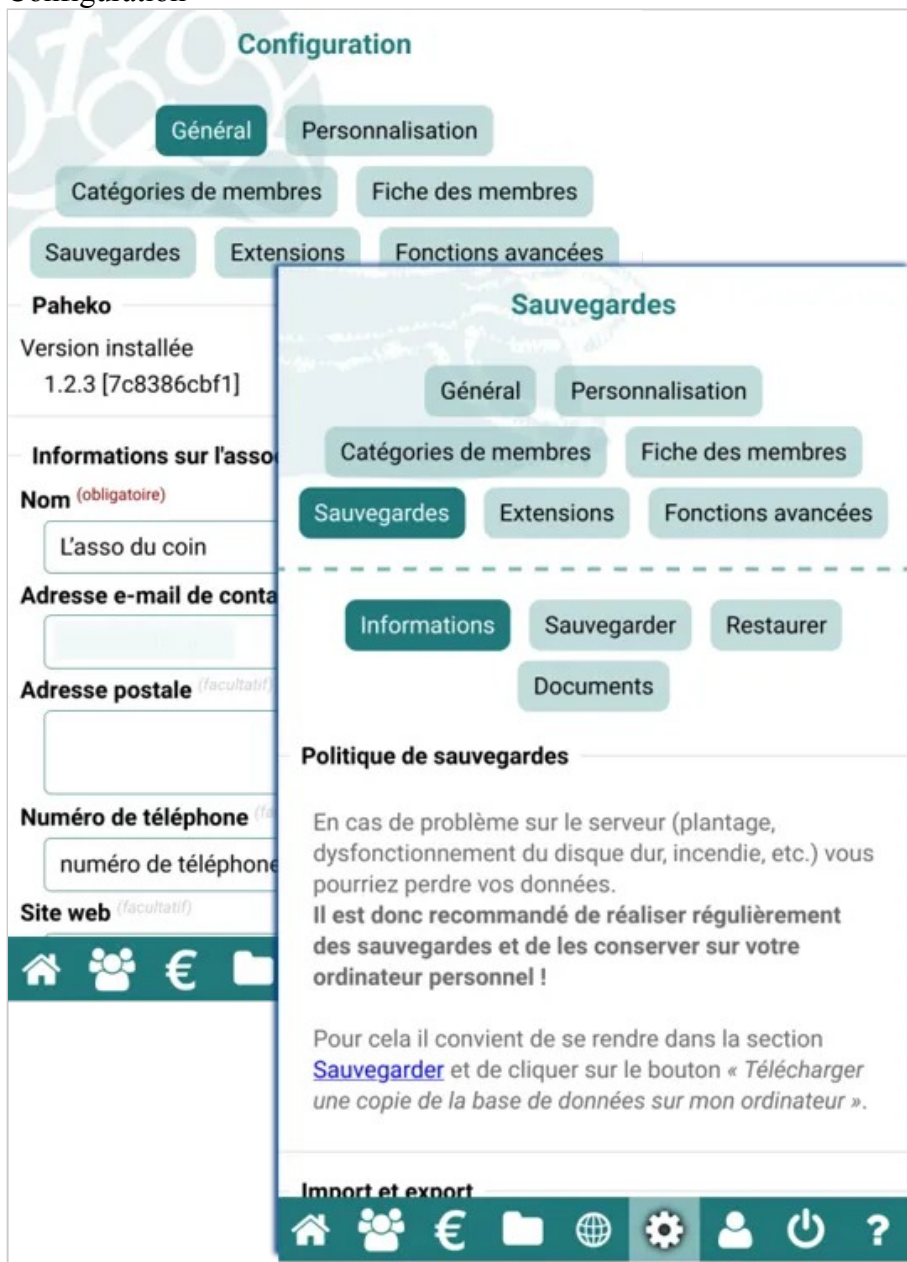 Configuration
Configuration
Général Personnalisation
Catégories de membres Fiche des membres
Sauvegardes Extensions Fonctions avancées
Paheko
Version installée
1.2.3 [7c8386cbf1]
Informations sur l'asso
Nom (obligatoire)
L'asso du coin
Adresse e-mail de conta
Adresse postale (facultatif)
Numéro de téléphone (fa
numéro de téléphone
Site web (facultatif)
€
Sauvegardes
Général Personnalisation
Catégories de membres Fiche des membres
Sauvegardes Extensions Fonctions avancées
Informations Sauvegarder Restaurer
Documents
Politique de sauvegardes
En cas de problème sur le serveur (plantage,
dysfonctionnement du disque dur, incendie, etc.) vous
pourriez perdre vos données.
Il est donc recommandé de réaliser régulièrement
des sauvegardes et de les conserver sur votre
ordinateur personnel !
Pour cela il convient de se rendre dans la section
Sauvegarder et de cliquer sur le bouton « Télécharger
une copie de la base de données sur mon ordinateur ».
Import et export
€ ?